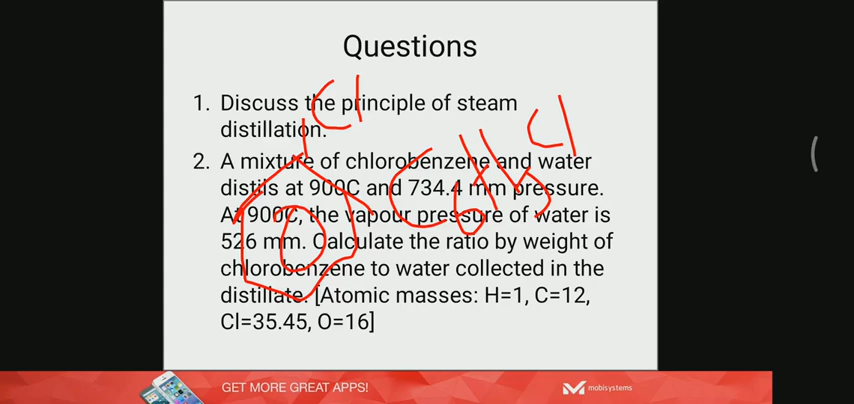 Questions
1. Discuss the principle of steam
distillation.
2. A mixture of chlorobenzene and water
distils at 900C and 734.4 mm pressure.
At 900C, the vapour pressure of water is
526 mm. Calculate the ratio by weight of
chlorobenzene to water collected in the
distillate. [Atomic masses: H=1, C=12,
Cl=35.45, O=16]
Cl
C6H5Cl
GET MORE GREAT APPS!
mobisystems